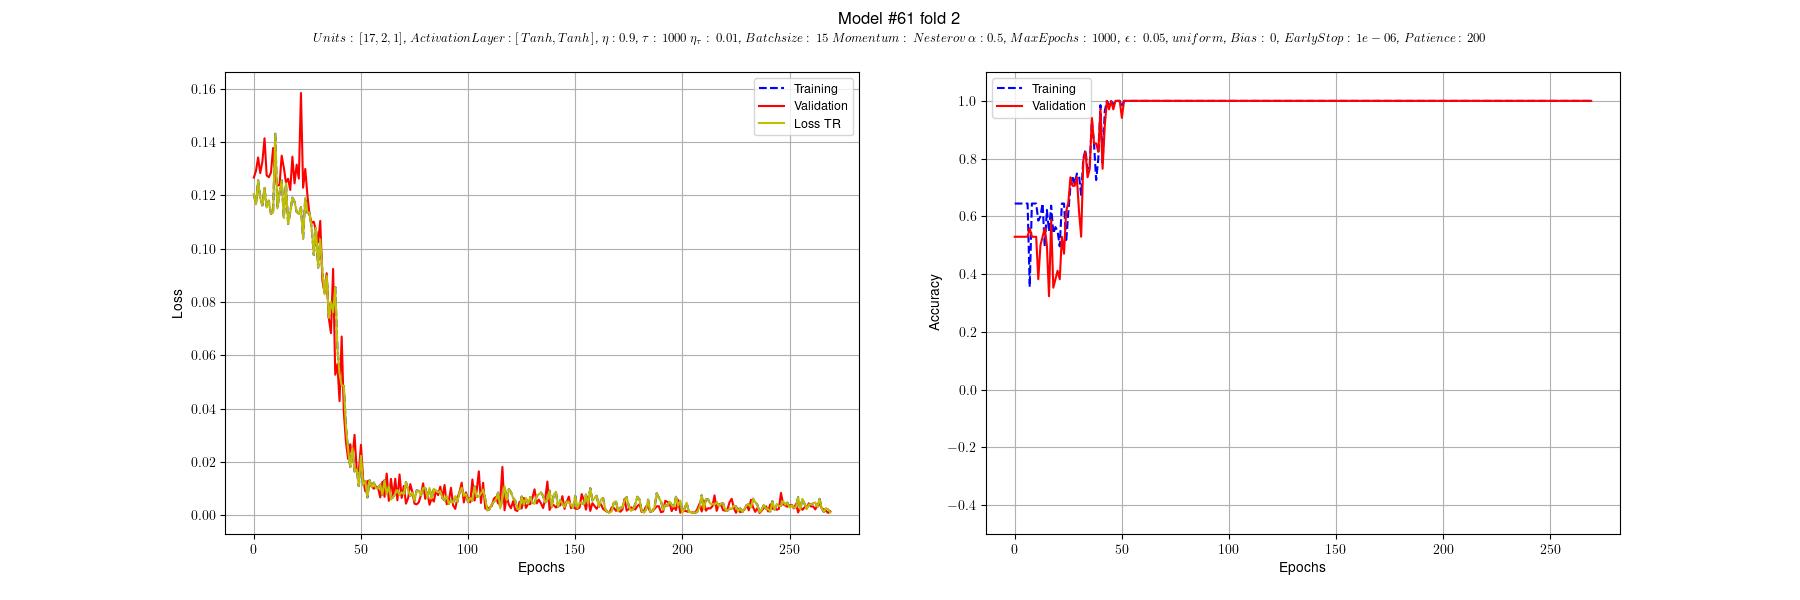 Model #61 fold 2
Units : [17, 2, 1], ActivationLayer : [Tanh, Tanh], η : 0.9, τ : 1000 ητ : 0.01, Batchsize : 15 Momentum : Nesterov α : 0.5, MaxEpochs : 1000, ϵ : 0.05, uniform, Bias : 0, EarlyStop : 1e − 06, Patience : 200
Training
Validation
Loss TR
0.16
0.14
0.12
0.10
0.08
0.06
0.04
0.02
0.00
Loss
0 50 100 150 200 250
Epochs
Training
Validation
1.0
0.8
0.6
0.4
0.2
0.0
−0.2
−0.4
Accuracy
0 50 100 150 200 250
Epochs